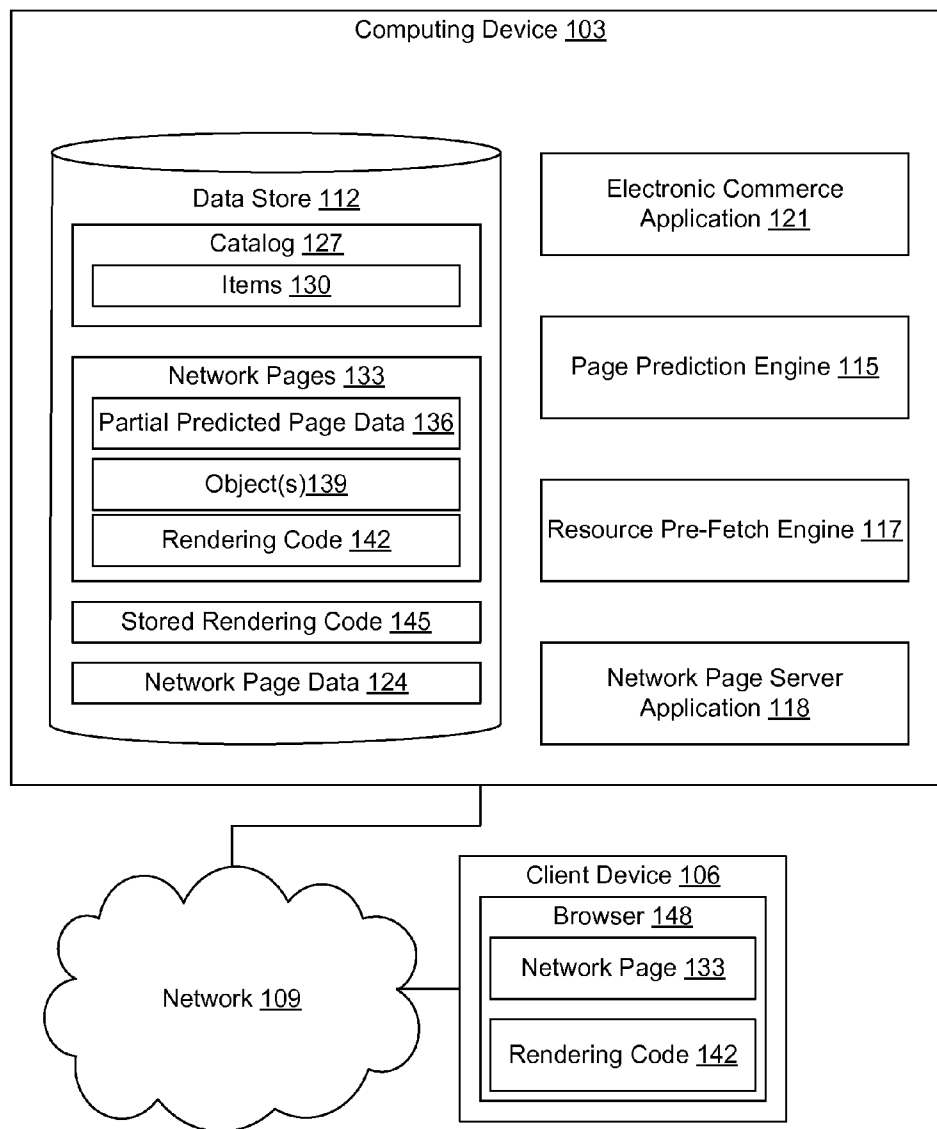 Computing Device 103
Data Store 112
Catalog 127
Items 130
Network Pages 133
Partial Predicted Page Data 136
Object(s)139
Rendering Code 142
Stored Rendering Code 145
Network Page Data 124
Electronic Commerce
Application 121
Page Prediction Engine 115
Resource Pre-Fetch Engine 117
Network Page Server
Application 118
Network 109
Client Device 106
Browser 148
Network Page 133
Rendering Code 142